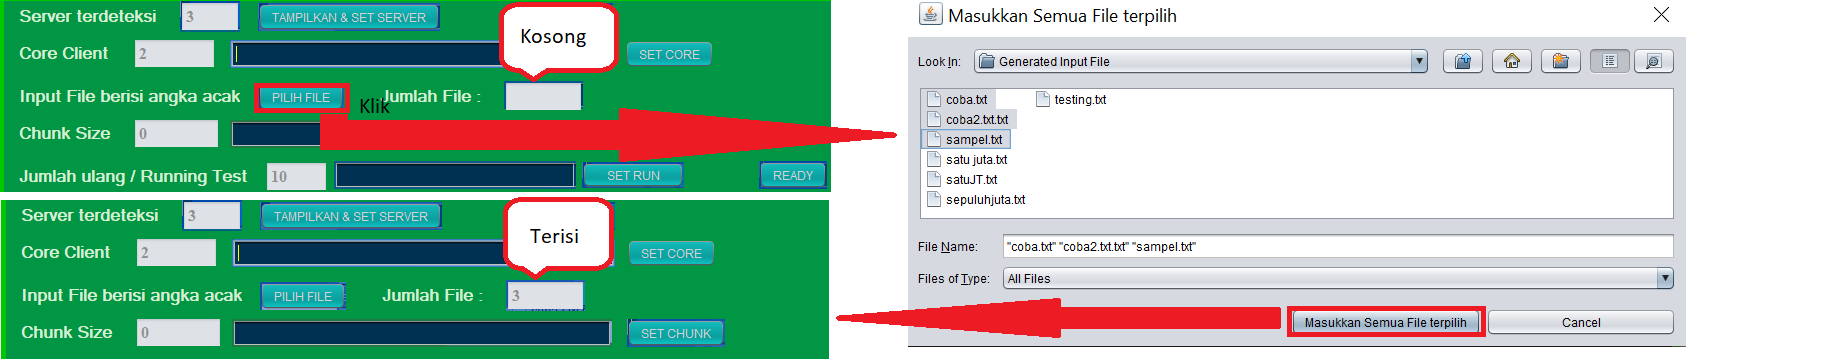 Server terdeteksi 3 TAMPILKAN & SET SERVER
Kosong
Core Client 2 SET CORE
Input File berisi angka acak PILIH FILE Jumlah File :
Klik
Chunk Size 0
Jumlah ulang / Running Test 10 SET RUN READY
Server terdeteksi 3 TAMPILKAN & SET SERVER
Terisi
Core Client 2 SET CORE
Input File berisi angka acak PILIH FILE Jumlah File : 3
Chunk Size 0 SET CHUNK
Masukkan Semua File terpilih
Look In: Generated Input File
coba.txt testing.txt
coba2.txt.txt
sampel.txt
satu juta.txt
satuJT.txt
sepuluhjuta.txt
File Name: "coba.txt" "coba2.txt.txt" "sampel.txt"
Files of Type: All Files
Masukkan Semua File terpilih Cancel